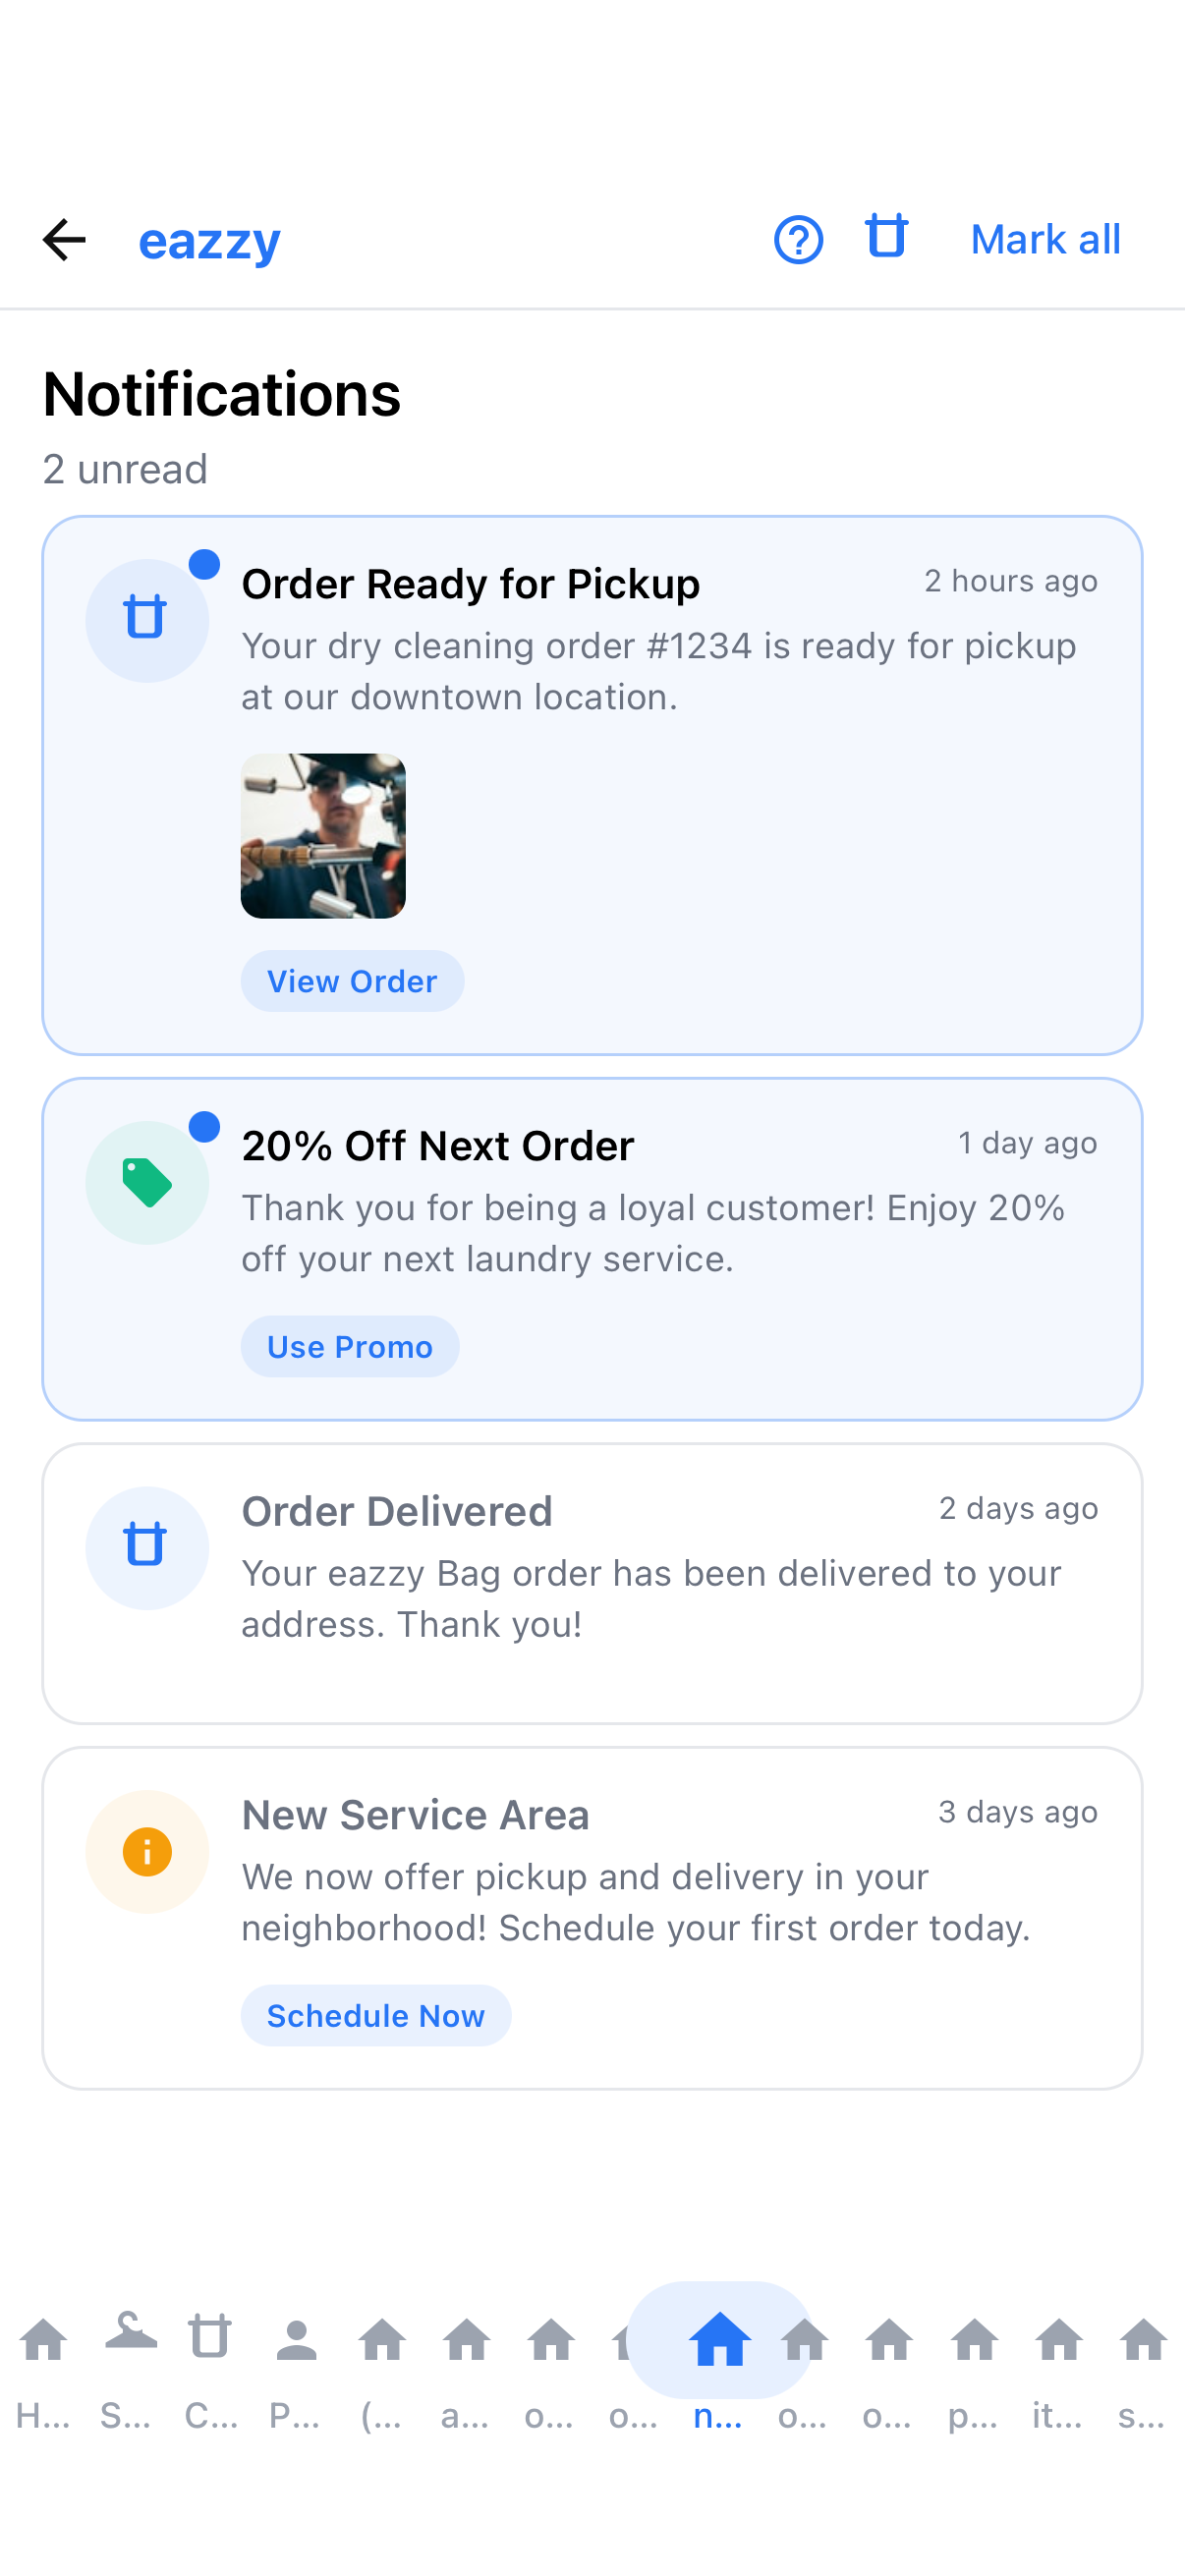 eazzy
Mark all
Notifications
2 unread
Order Ready for Pickup
2 hours ago
Your dry cleaning order #1234 is ready for pickup
at our downtown location.
View Order
20% Off Next Order
1 day ago
Thank you for being a loyal customer! Enjoy 20%
off your next laundry service.
Use Promo
Order Delivered
2 days ago
Your eazzy Bag order has been delivered to your
address. Thank you!
New Service Area
3 days ago
We now offer pickup and delivery in your
neighborhood! Schedule your first order today.
Schedule Now
H... S... C... P... (... a... o... o... n... o... o... p... it... s...